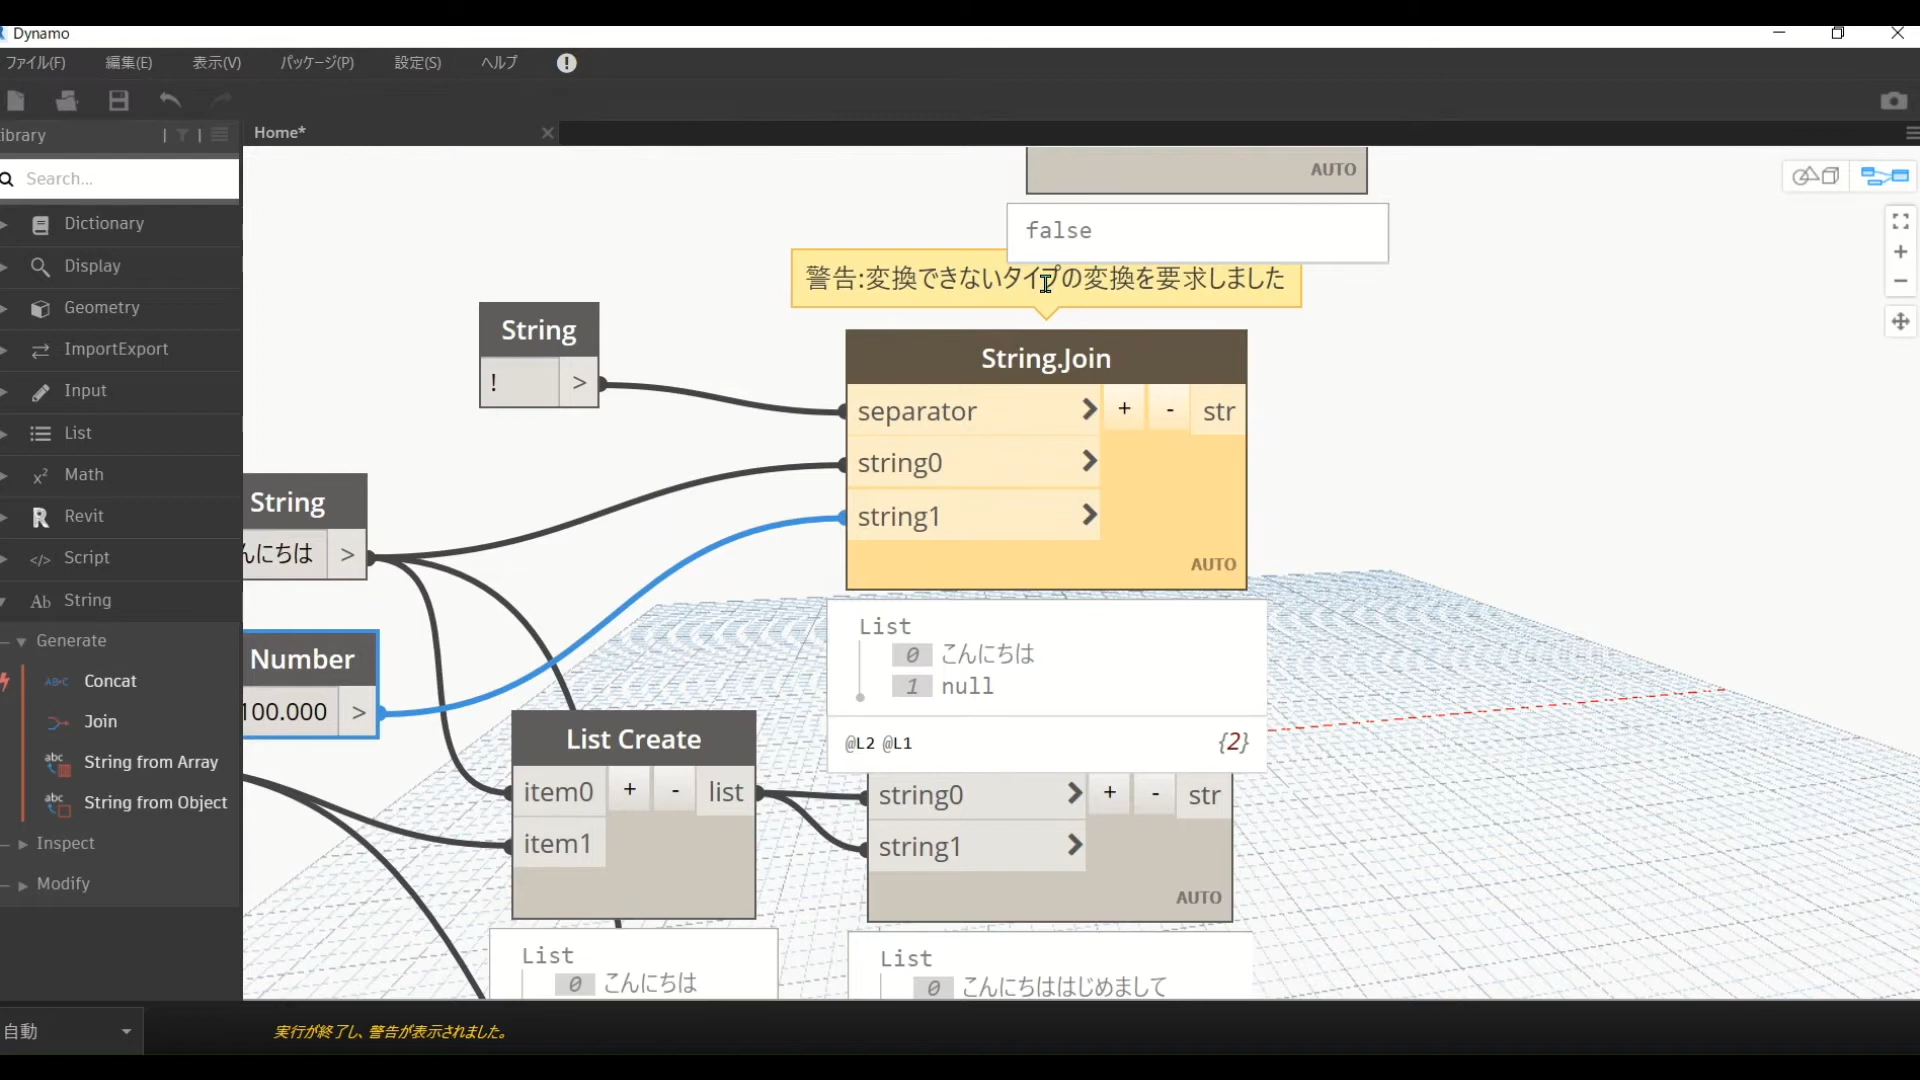 Dynamo
ファイル(F) 編集(E) 表示(V) パッケージ(P) 設定(S) ヘルプ
ibrary
Home*
Search...
Dictionary
Display
Geometry
ImportExport
Input
List
Math
Revit
Script
String
Generate
Concat
Join
String from Array
String from Object
Inspect
Modify
AUTO
false
警告:変換できないタイプの変換を要求しました
String
! >
String.Join
separator + - str
string0
string1
AUTO
String
んにちは >
Number
100.000 >
List
0 こんにちは
1 null
@L2 @L1 {2}
List Create
item0 + - list
item1
string0 + - str
string1
AUTO
List
0 こんにちは
List
0 こんにちははじめまして
自動
実行が終了し、警告が表示されました。